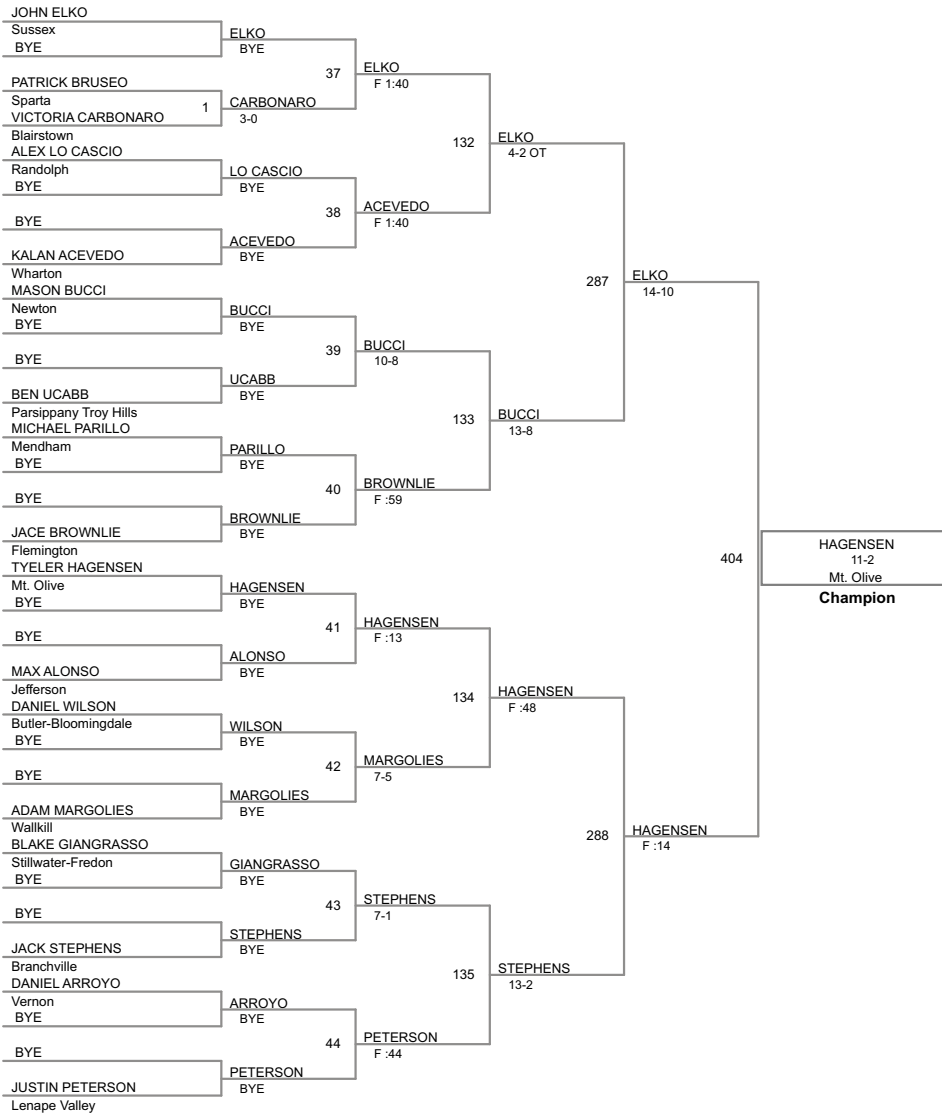 JOHN ELKO
Sussex
BYE
PATRICK BRUSEO
Sparta
VICTORIA CARBONARO
Blairstown
ALEX LO CASCIO
Randolph
BYE
BYE
KALAN ACEVEDO
Wharton
MASON BUCCI
Newton
BYE
BYE
BEN UCABB
Parsippany Troy Hills
MICHAEL PARILLO
Mendham
BYE
BYE
JACE BROWNLIE
Flemington
TYELER HAGENSEN
Mt. Olive
BYE
BYE
MAX ALONSO
Jefferson
DANIEL WILSON
Butler-Bloomingdale
BYE
BYE
ADAM MARGOLIES
Wallkill
BLAKE GIANGRASSO
Stillwater-Fredon
BYE
BYE
JACK STEPHENS
Branchville
DANIEL ARROYO
Vernon
BYE
BYE
JUSTIN PETERSON
Lenape Valley
1
ELKO
BYE
CARBONARO
3-0
LO CASCIO
BYE
ACEVEDO
BYE
BUCCI
BYE
UCABB
BYE
PARILLO
BYE
BROWNLIE
BYE
HAGENSEN
BYE
ALONSO
BYE
WILSON
BYE
MARGOLIES
BYE
GIANGRASSO
BYE
STEPHENS
BYE
ARROYO
BYE
PETERSON
BYE
37
38
39
40
41
42
43
44
ELKO
F 1:40
ACEVEDO
F 1:40
BUCCI
10-8
BROWNLIE
F :59
HAGENSEN
F :13
MARGOLIES
7-5
STEPHENS
7-1
PETERSON
F :44
132
133
134
135
ELKO
4-2 OT
BUCCI
13-8
HAGENSEN
F :48
STEPHENS
13-2
287
288
ELKO
14-10
HAGENSEN
F :14
404
HAGENSEN
11-2
Mt. Olive
Champion